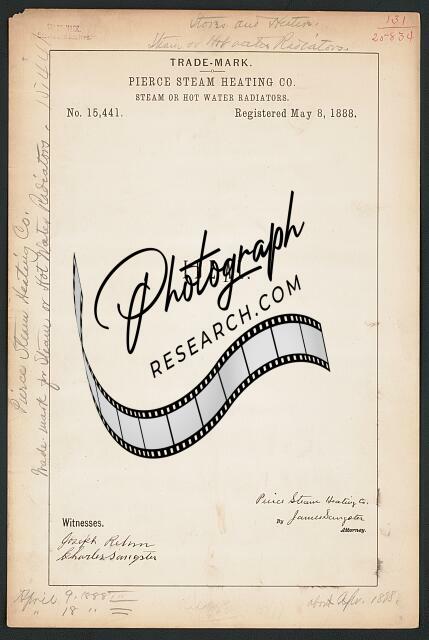 Stoves and Heaters.
Steam or Hot water Radiators.
131
20834
TRADE-MARK.
PIERCE STEAM HEATING CO.
STEAM OR HOT WATER RADIATORS.
No. 15,441.
Registered May 8, 1888.
Pierce Steam Heating Co.
Trade-mark for Steam or Hot Water Radiators.
Photograph
RESEARCH.COM
Pierce Steam Heating Co.
By James Sangster
Attorney.
Witnesses.
Joseph Reborn
Charles Sangster
April 9. 1888
" 18 "
Apr. 1888